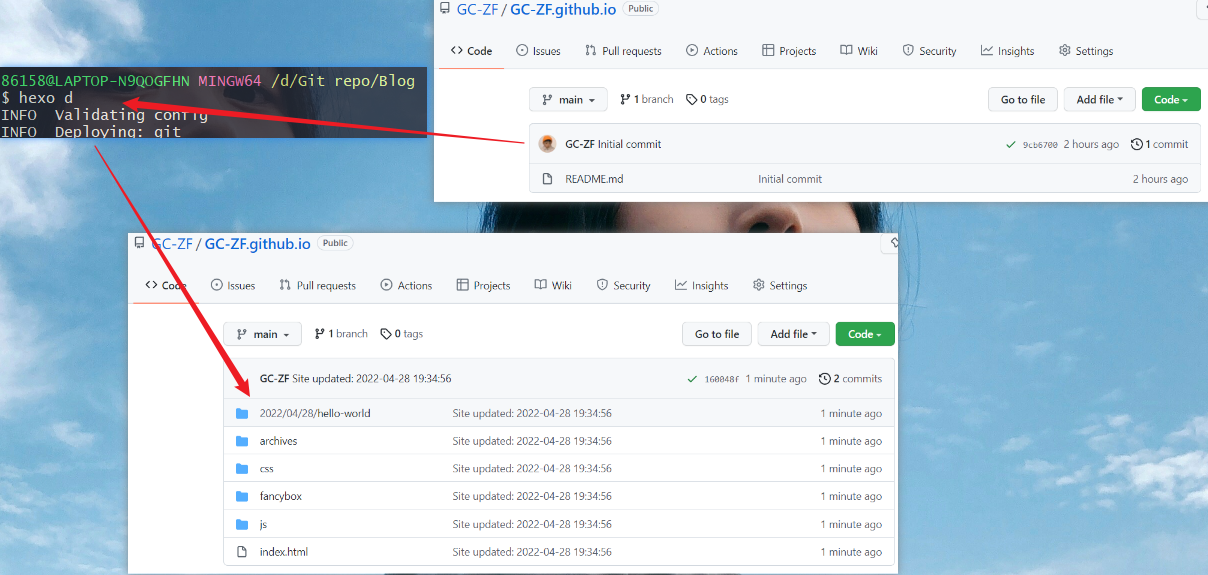 GC-ZF / GC-ZF.github.io Public
Code Issues Pull requests Actions Projects Wiki Security Insights Settings
main 1 branch 0 tags Go to file Add file Code
GC-ZF Initial commit 9cb6700 2 hours ago 1 commit
README.md Initial commit 2 hours ago
86158@LAPTOP-N9QOGFHN MINGW64 /d/Git repo/Blog
$ hexo d
INFO Validating config
INFO Deploying: git
GC-ZF / GC-ZF.github.io Public
Code Issues Pull requests Actions Projects Wiki Security Insights Settings
main 1 branch 0 tags Go to file Add file Code
GC-ZF Site updated: 2022-04-28 19:34:56 160048f 1 minute ago 2 commits
2022/04/28/hello-world Site updated: 2022-04-28 19:34:56 1 minute ago
archives Site updated: 2022-04-28 19:34:56 1 minute ago
css Site updated: 2022-04-28 19:34:56 1 minute ago
fancybox Site updated: 2022-04-28 19:34:56 1 minute ago
js Site updated: 2022-04-28 19:34:56 1 minute ago
index.html Site updated: 2022-04-28 19:34:56 1 minute ago